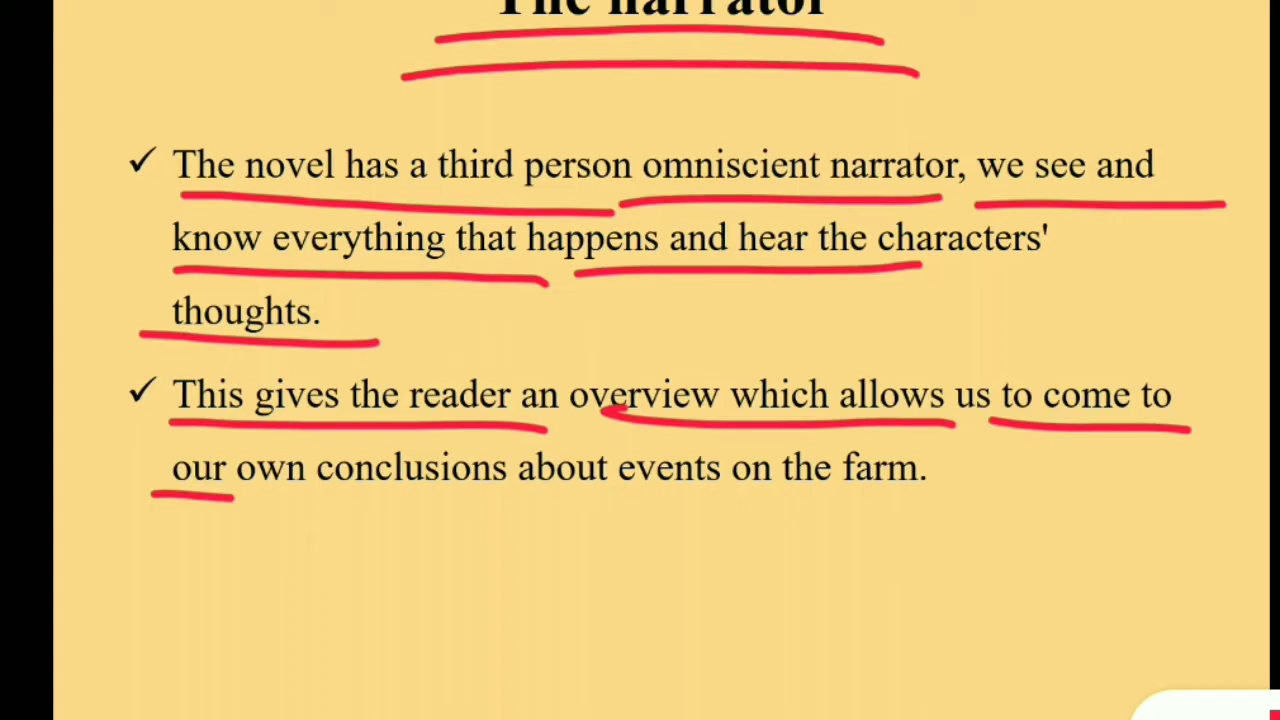 The narrator
✓ The novel has a third person omniscient narrator, we see and
know everything that happens and hear the characters'
thoughts.
✓ This gives the reader an overview which allows us to come to
our own conclusions about events on the farm.